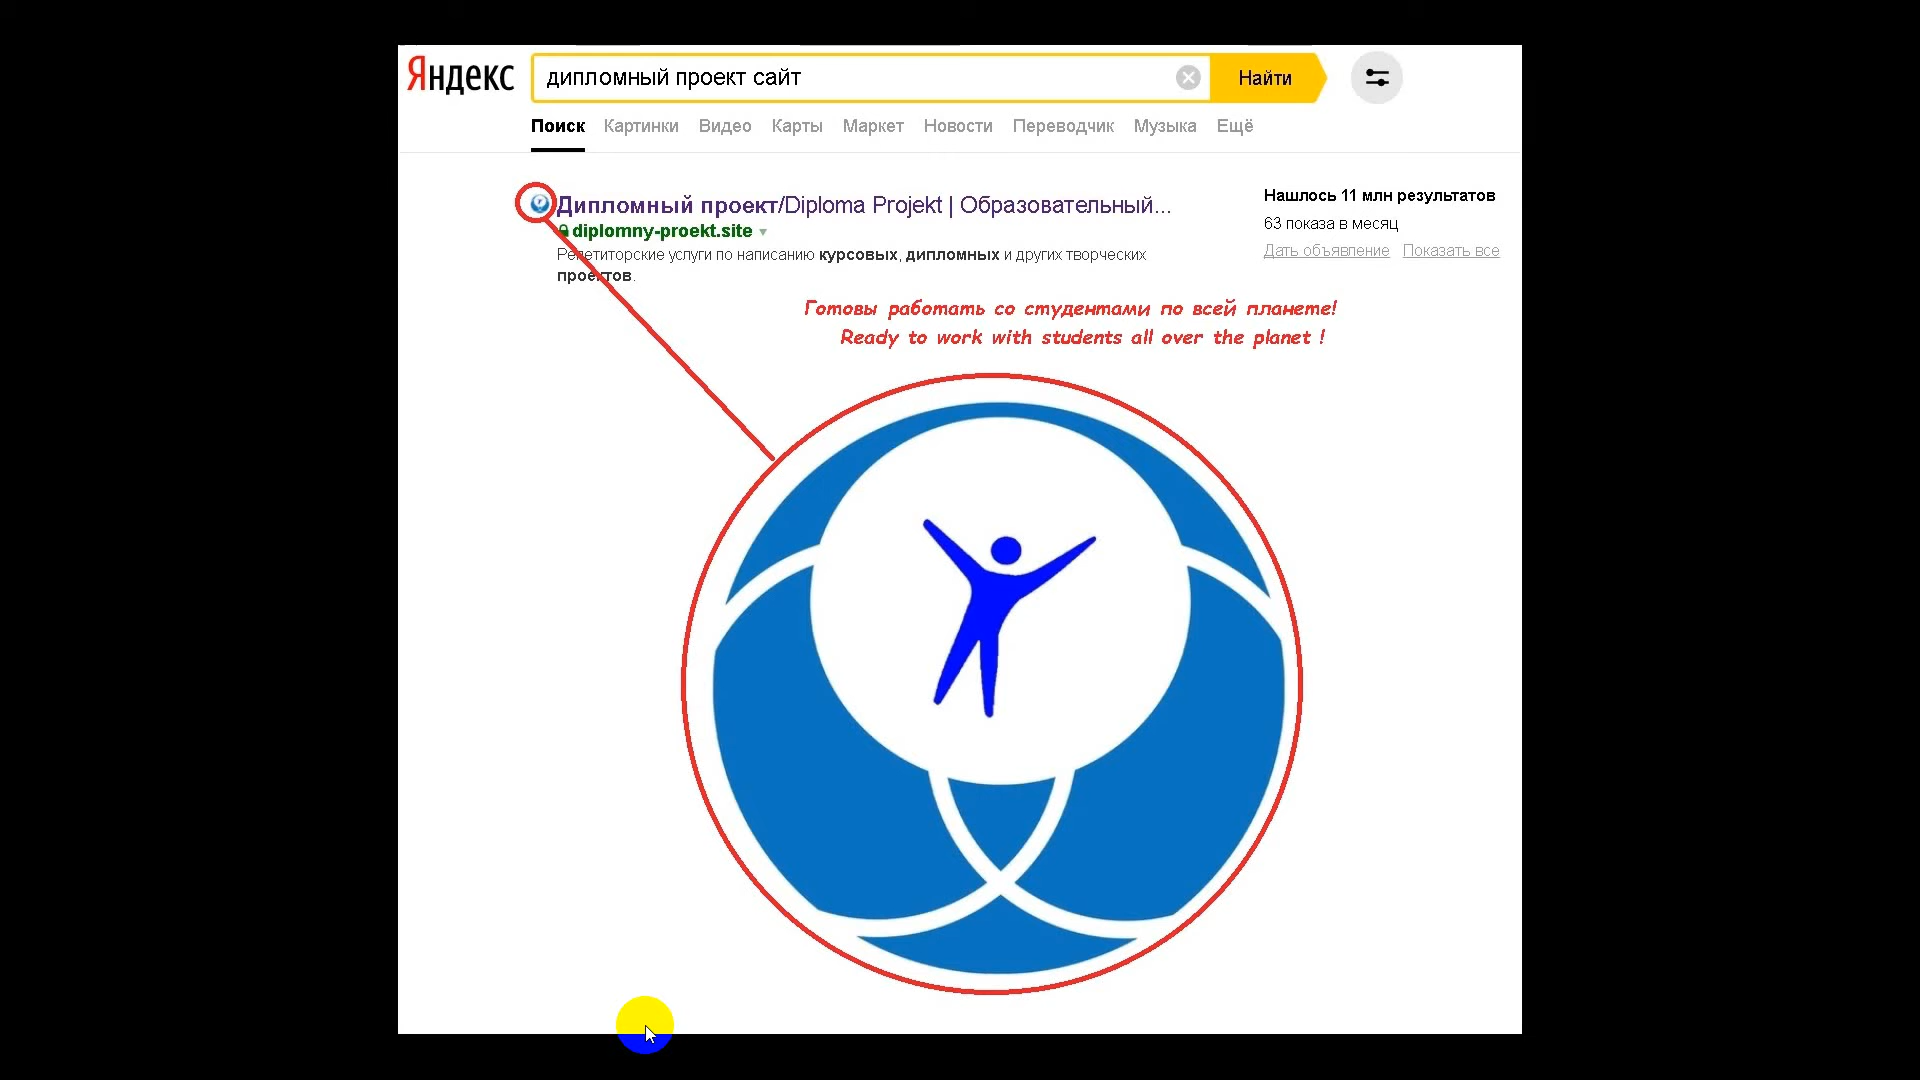 Яндекс
дипломный проект сайт
Найти
Поиск Картинки Видео Карты Маркет Новости Переводчик Музыка Ещё
Дипломный проект/Diploma Projekt | Образовательный...
diplomny-proekt.site
Репетиторские услуги по написанию курсовых, дипломных и других творческих
проектов.
Нашлось 11 млн результатов
63 показа в месяц
Дать объявление Показать все
Готовы работать со студентами по всей планете!
Ready to work with students all over the planet !